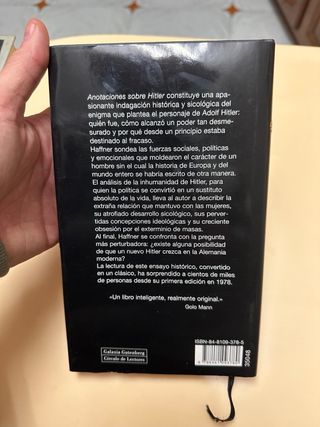 Anotaciones sobre Hitler constituye una apa-
sionante indagación histórica y sicológica del
enigma que plantea el personaje de Adolf Hitler:
quién fue, cómo alcanzó un poder tan desme-
surado y por qué desde un principio estaba
destinado al fracaso.
Haffner sondea las fuerzas sociales, políticas
y emocionales que moldearon el carácter de un
hombre sin el cual la historia de Europa y del
mundo entero se habría escrito de otra manera.
El análisis de la inhumanidad de Hitler, para
quien la política se convirtió en un sustituto
absoluto de la vida, lleva al autor a describir la
extraña relación que mantuvo con las mujeres,
su atrofiado desarrollo sicológico, sus per-
vertidas concepciones ideológicas y su creciente
obsesión por el exterminio de masas.
Al final, Haffner se confronta con la pregunta
más perturbadora: ¿existe alguna posibilidad
de que un nuevo Hitler crezca en la Alemania
moderna?
La lectura de este ensayo histórico, convertido
en un clásico, ha sorprendido a cientos de miles
de personas desde su primera edición en 1978.
«Un libro inteligente, realmente original.»
Golo Mann
ISBN-84-8109-378-5
35048
Galaxia Gutenberg
Círculo de Lectores